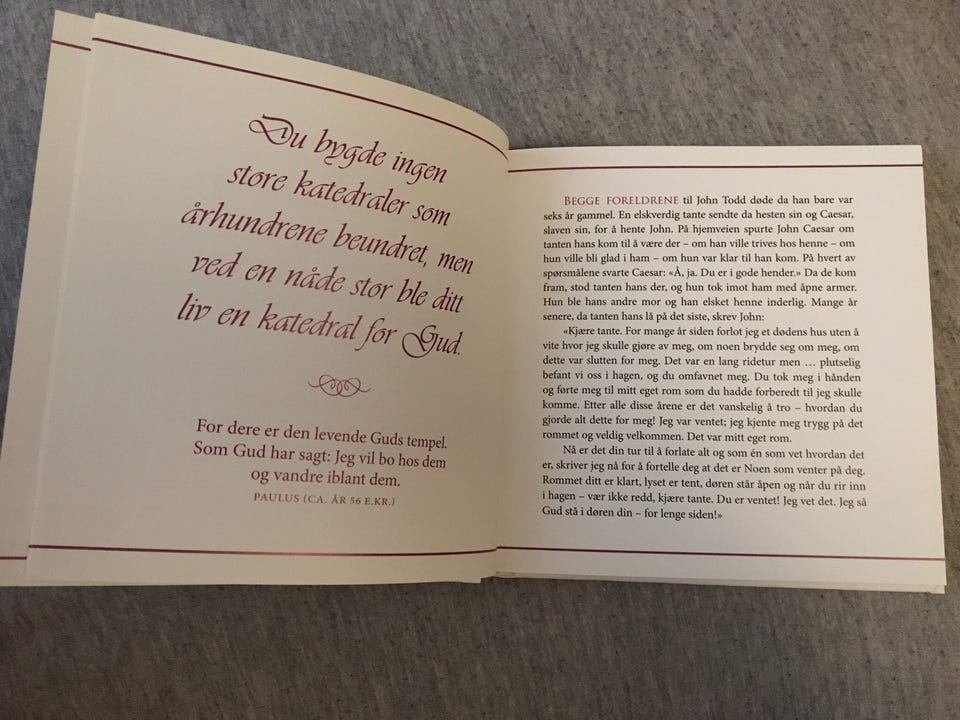 Du bygde ingen
store katedraler som
århundrene beundret, men
ved en nåde stor ble ditt
liv en katedral for Gud.
For dere er den levende Guds tempel.
Som Gud har sagt: Jeg vil bo hos dem
og vandre iblant dem.
PAULUS (CA. ÅR 56 E.KR.)
BEGGE FORELDRENE til John Todd døde da han bare var
seks år gammel. En elskverdig tante sendte da hesten sin og Caesar,
slaven sin, for å hente John. På hjemveien spurte John Caesar om
tanten hans kom til å være der – om han ville trives hos henne – om
hun ville bli glad i ham – om hun var klar til han kom. På hvert av
spørsmålene svarte Caesar: «Å, ja. Du er i gode hender.» Da de kom
fram, stod tanten hans der, og hun tok imot ham med åpne armer.
Hun ble hans andre mor og han elsket henne inderlig. Mange år
senere, da tanten hans lå på det siste, skrev John:
«Kjære tante. For mange år siden forlot jeg et dødens hus uten å
vite hvor jeg skulle gjøre av meg, om noen brydde seg om meg, om
dette var slutten for meg. Det var en lang ridetur men … plutselig
befant vi oss i hagen, og du omfavnet meg. Du tok meg i hånden
og førte meg til mitt eget rom som du hadde forberedt til jeg skulle
komme. Etter alle disse årene er det vanskelig å tro – hvordan du
gjorde alt dette for meg! Jeg var ventet; jeg kjente meg trygg på det
rommet og veldig velkommen. Det var mitt eget rom.
Nå er det din tur til å forlate alt og som én som vet hvordan det
er, skriver jeg nå for å fortelle deg at det er Noen som venter på deg.
Rommet ditt er klart, lyset er tent, døren står åpen og når du rir inn
i hagen – vær ikke redd, kjære tante. Du er ventet! Jeg vet det. Jeg så
Gud stå i døren din – for lenge siden!»